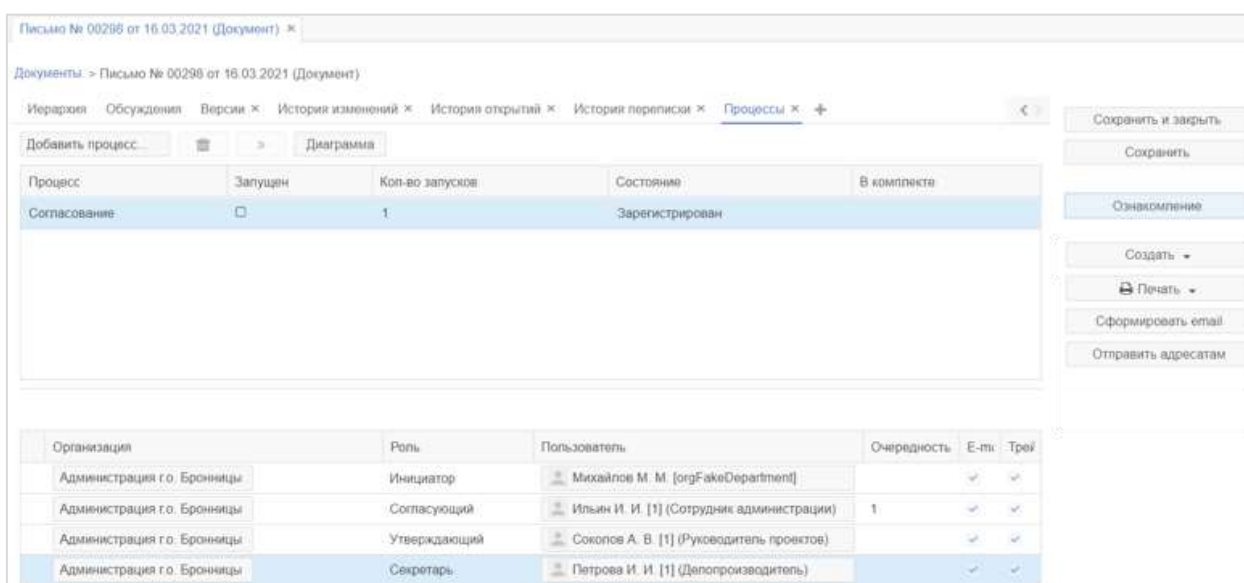 Письмо № 00298 от 16.03.2021 (Документ) ×
Документы > Письмо № 00298 от 16.03.2021 (Документ)
Иерархия Обсуждения Версии × История изменений × История открытий × История переписки × Процессы × +
Сохранить и закрыть
Добавить процесс... » Диаграмма
Сохранить
Процесс Запущен Кол-во запусков Состояние В комплекте
Согласование 1 Зарегистрирован
Ознакомление
Создать
Печать
Сформировать email
Отправить адресатам
Организация Роль Пользователь Очередность E-mai Трей
Администрация г.о. Бронницы Инициатор Михайлов М. М. [orgFakeDepartment]
Администрация г.о. Бронницы Согласующий Ильин И. И. [1] (Сотрудник администрации) 1
Администрация г.о. Бронницы Утверждающий Соколов А. В. [1] (Руководитель проектов)
Администрация г.о. Бронницы Секретарь Петрова И. И. [1] (Делопроизводитель)